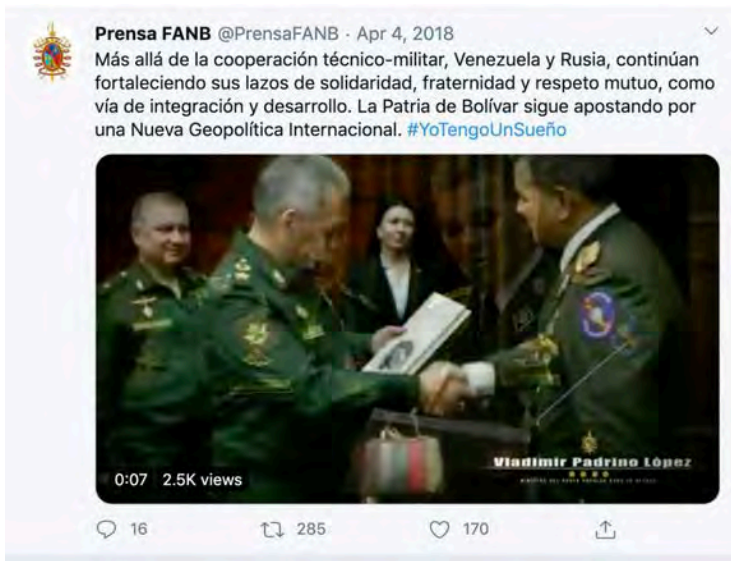 Prensa FANB @PrensaFANB · Apr 4, 2018
Más allá de la cooperación técnico-militar, Venezuela y Rusia, continúan
fortaleciendo sus lazos de solidaridad, fraternidad y respeto mutuo, como
vía de integración y desarrollo. La Patria de Bolívar sigue apostando por
una Nueva Geopolítica Internacional. #YoTengoUnSueño
Vladimir Padrino López
0:07 2.5K views
16 285 170